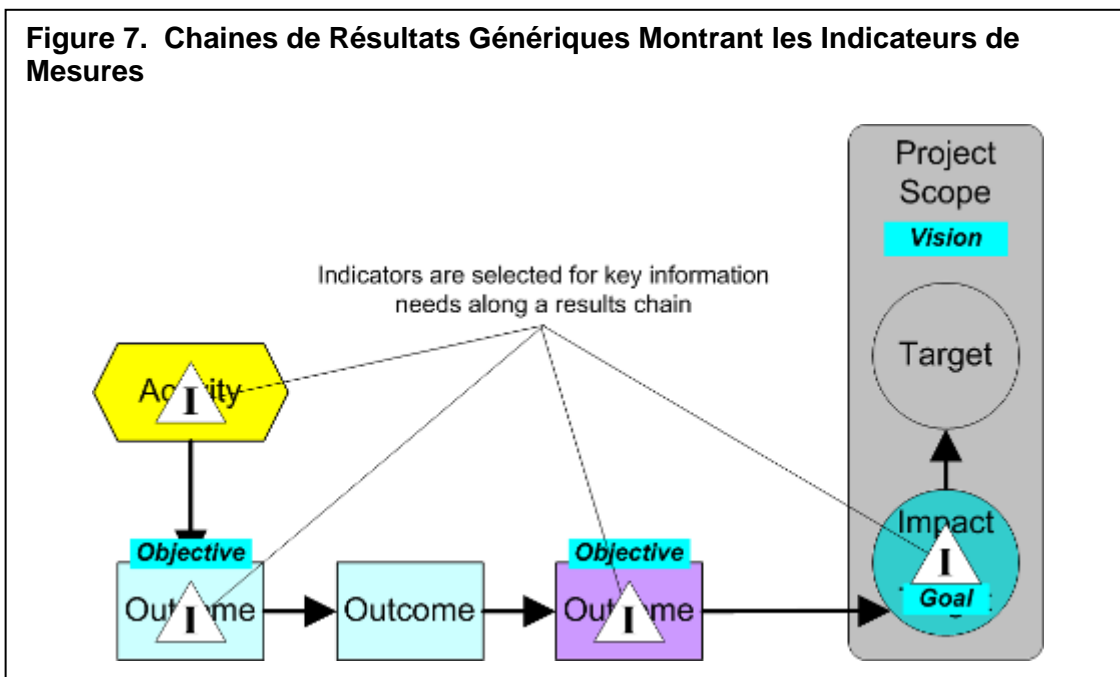 Figure 7. Chaines de Résultats Génériques Montrant les Indicateurs de
Mesures
Project
Scope
Vision
Indicators are selected for key information
needs along a results chain
Target
I
Impact
I
Goal
Objective
I
Outcome
Objective
I